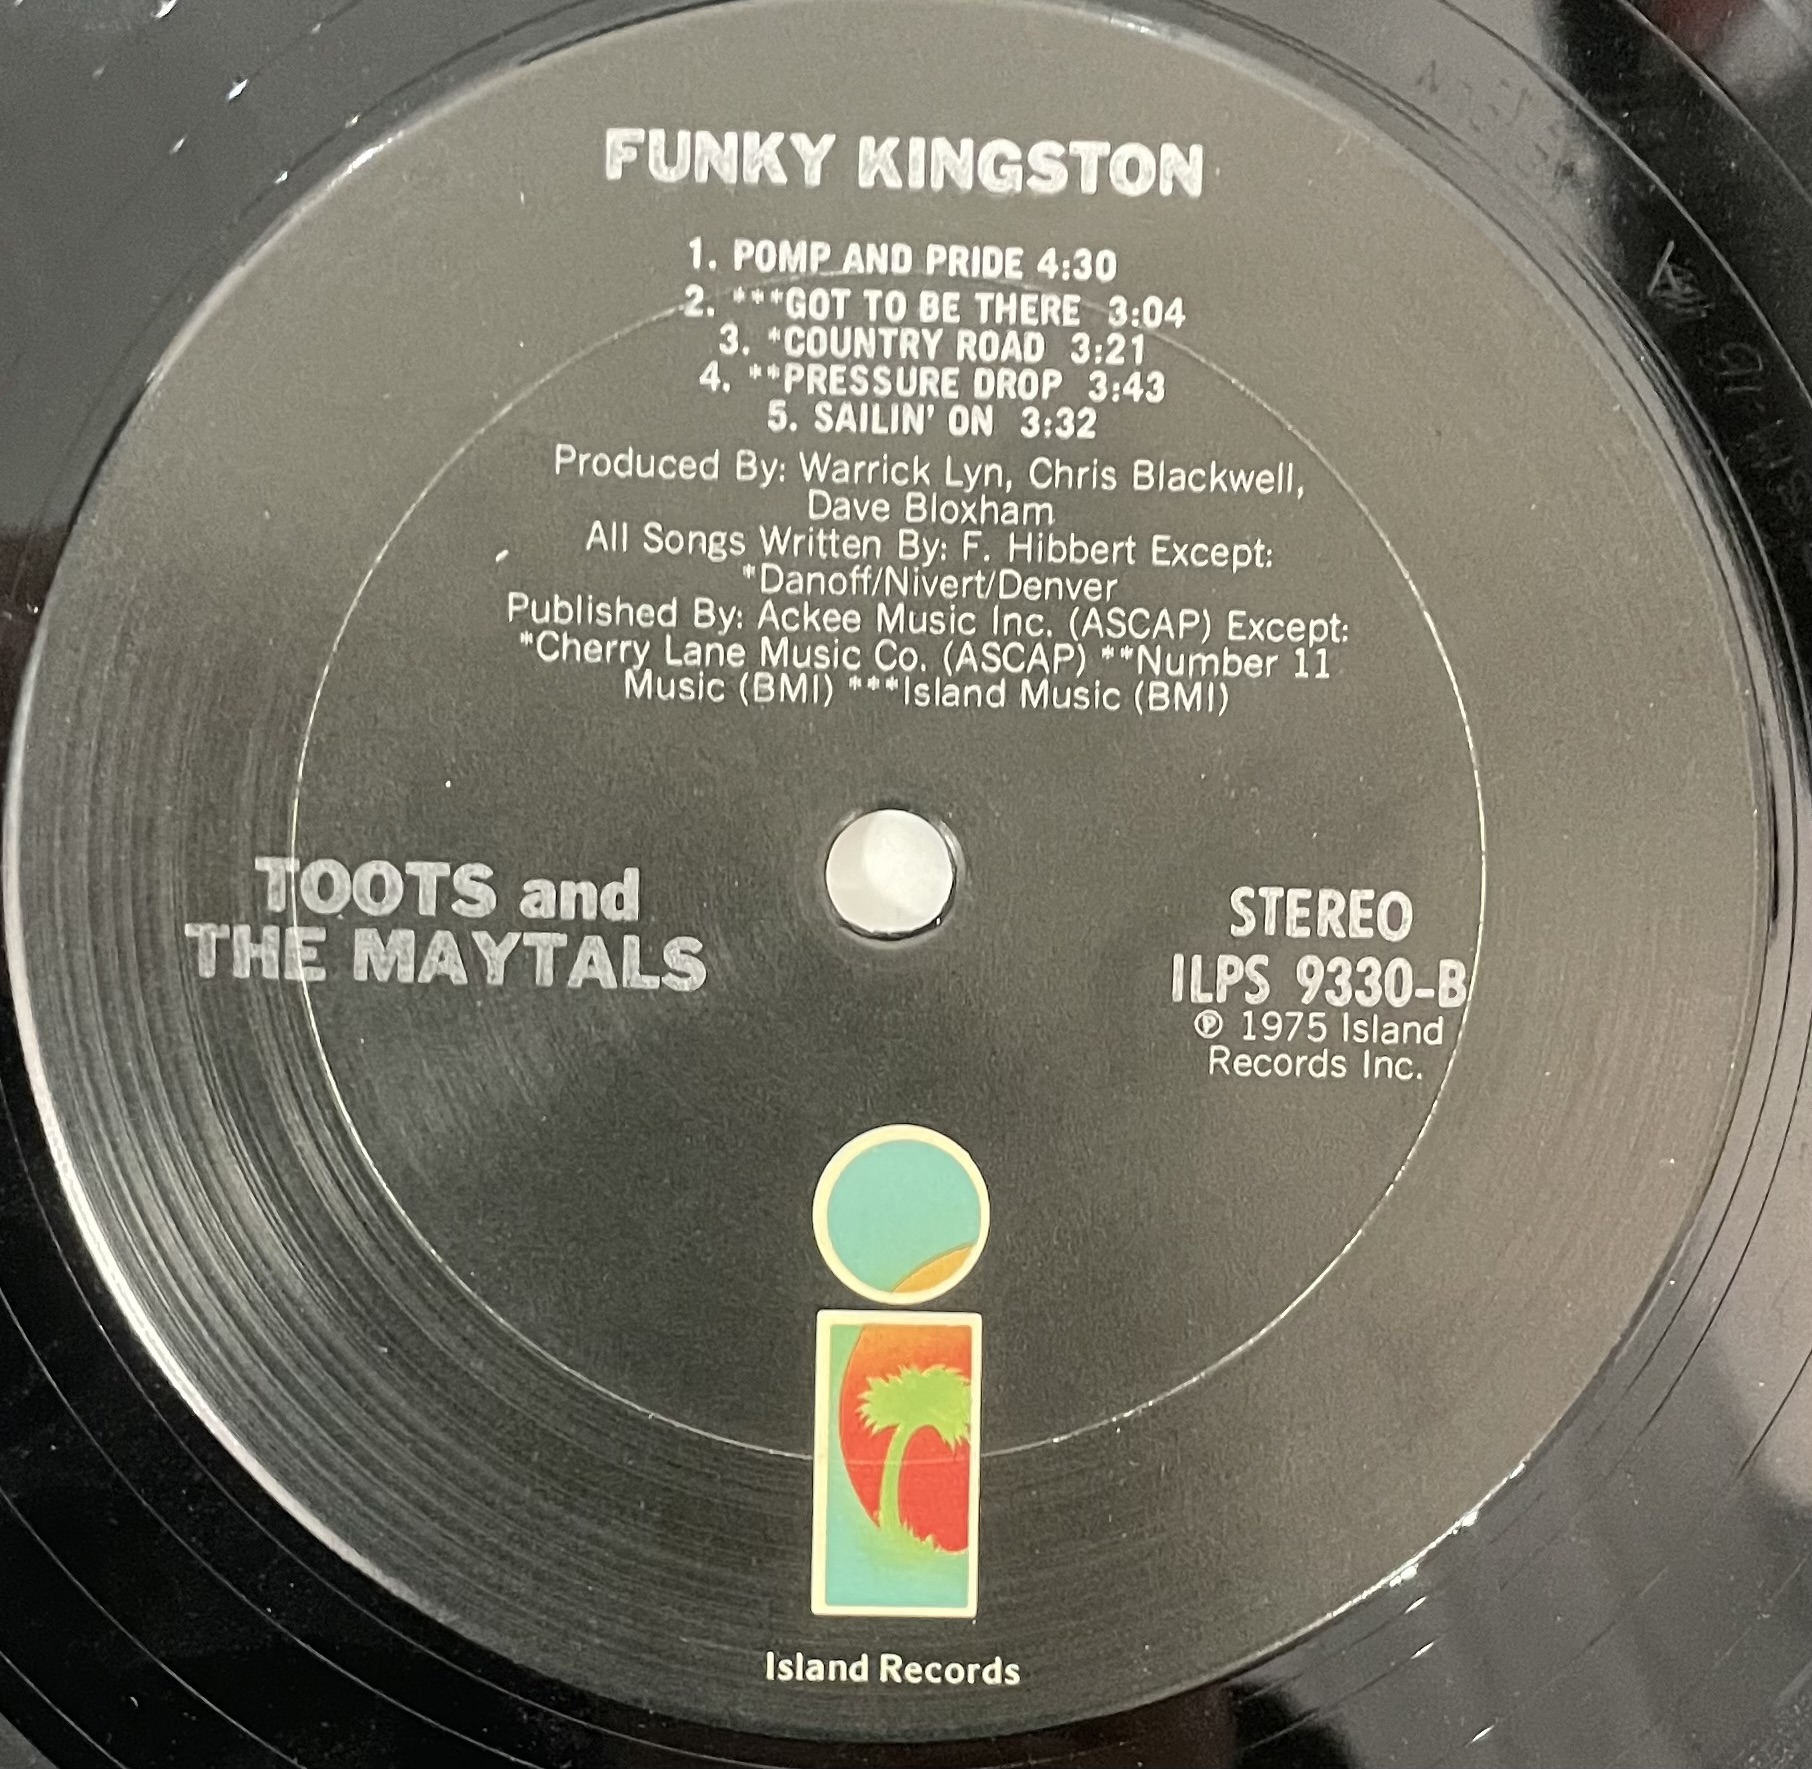 FUNKY KINGSTON
1. POMP AND PRIDE 4:30
2. ***GOT TO BE THERE 3:04
3. *COUNTRY ROAD 3:21
4. **PRESSURE DROP 3:43
5. SAILIN' ON 3:32
Produced By: Warrick Lyn, Chris Blackwell,
Dave Bloxham
All Songs Written By: F. Hibbert Except:
*Danoff/Nivert/Denver
Published By: Ackee Music Inc. (ASCAP) Except:
*Cherry Lane Music Co. (ASCAP) **Number 11
Music (BMI) ***Island Music (BMI)
TOOTS and
THE MAYTALS
STEREO
ILPS 9330-B
℗ 1975 Island
Records Inc.
Island Records